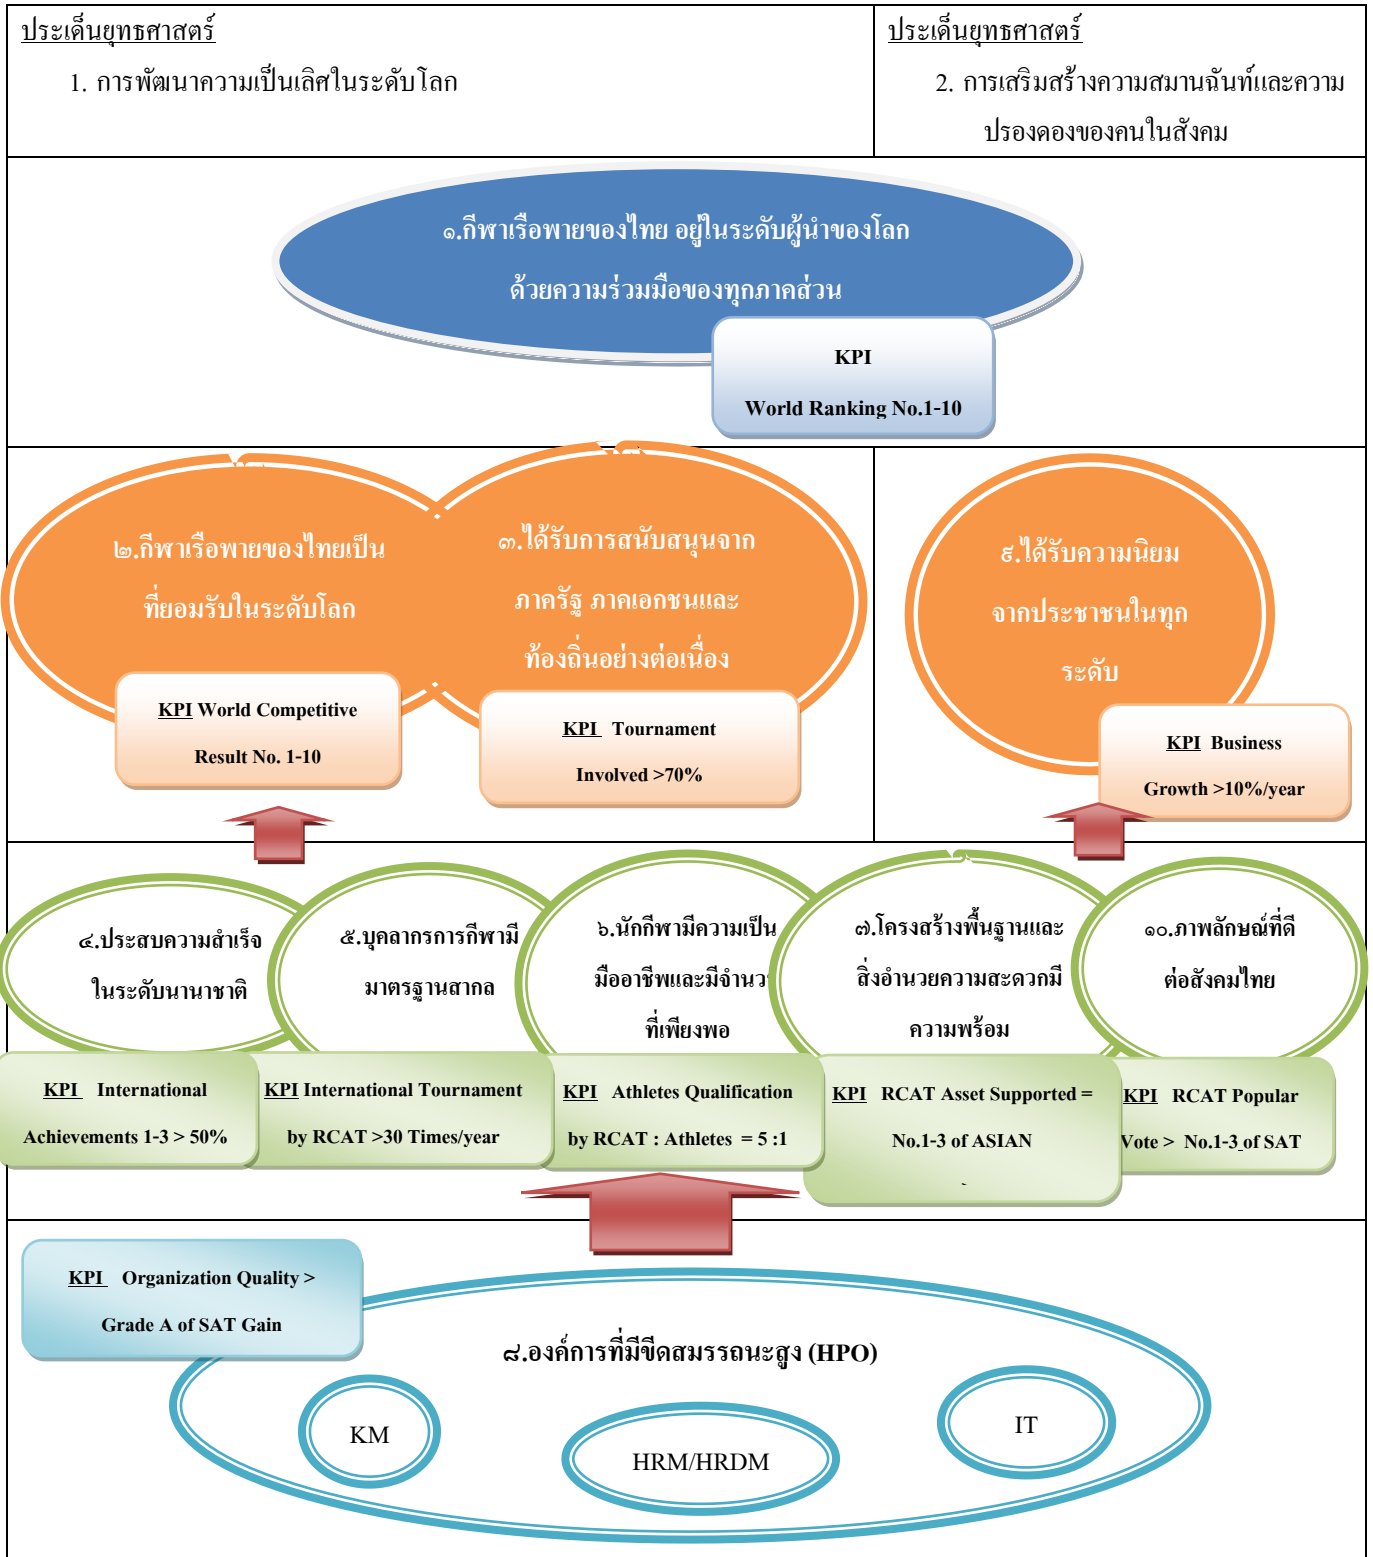 ประเด็นยุทธศาสตร์
1. การพัฒนาความเป็นเลิศในระดับโลก
ประเด็นยุทธศาสตร์
2. การเสริมสร้างความสมานฉันท์และความ
ปรองดองของคนในสังคม
๑.กีฬาเรือพายของไทย อยู่ในระดับผู้นำของโลก
ด้วยความร่วมมือของทุกภาคส่วน
KPI
World Ranking No.1-10
๒.กีฬาเรือพายของไทยเป็น
ที่ยอมรับในระดับโลก
KPI World Competitive
Result No. 1-10
๓.ได้รับการสนับสนุนจาก
ภาครัฐ ภาคเอกชนและ
ท้องถิ่นอย่างต่อเนื่อง
KPI Tournament
Involved >70%
๙.ได้รับความนิยม
จากประชาชนในทุก
ระดับ
KPI Business
Growth >10%/year
๔.ประสบความสำเร็จ
ในระดับนานาชาติ
KPI International
Achievements 1-3 > 50%
๕.บุคลากรการกีฬามี
มาตรฐานสากล
KPI International Tournament
by RCAT >30 Times/year
๖.นักกีฬามีความเป็น
มืออาชีพและมีจำนว
ที่เพียงพอ
KPI Athletes Qualification
by RCAT : Athletes = 5 :1
๗.โครงสร้างพื้นฐานและ
สิ่งอำนวยความสะดวกมี
ความพร้อม
KPI RCAT Asset Supported =
No.1-3 of ASIAN
๑๐.ภาพลักษณ์ที่ดี
ต่อสังคมไทย
KPI RCAT Popular
Vote > No.1-3 of SAT
KPI Organization Quality >
Grade A of SAT Gain
๘.องค์การที่มีขีดสมรรถนะสูง (HPO)
KM
HRM/HRDM
IT